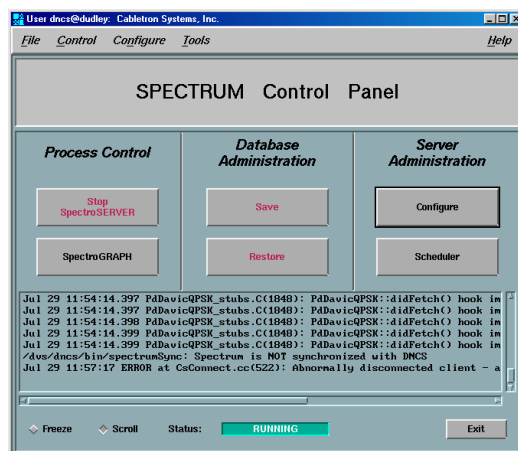 User dncs@dudley: Cabletron Systems, Inc.
File Control Configure Tools Help
SPECTRUM Control Panel
Process Control
Database Administration
Server Administration
Stop SpectroSERVER
Save
Configure
SpectroGRAPH
Restore
Scheduler
Jul 29 11:54:14.397 PdDavicQPSK_stubs.C(1848): PdDavicQPSK::didFetch() hook im
Jul 29 11:54:14.397 PdDavicQPSK_stubs.C(1848): PdDavicQPSK::didFetch() hook im
Jul 29 11:54:14.398 PdDavicQPSK_stubs.C(1848): PdDavicQPSK::didFetch() hook im
Jul 29 11:54:14.399 PdDavicQPSK_stubs.C(1848): PdDavicQPSK::didFetch() hook im
Jul 29 11:54:14.399 PdDavicQPSK_stubs.C(1848): PdDavicQPSK::didFetch() hook im
/dvs/dncs/bin/spectrumSync: Spectrum is NOT synchronized with DNCS
Jul 29 11:57:17 ERROR at CsConnect.cc(522): Abnormally disconnected client - a
Freeze Scroll Status: RUNNING Exit